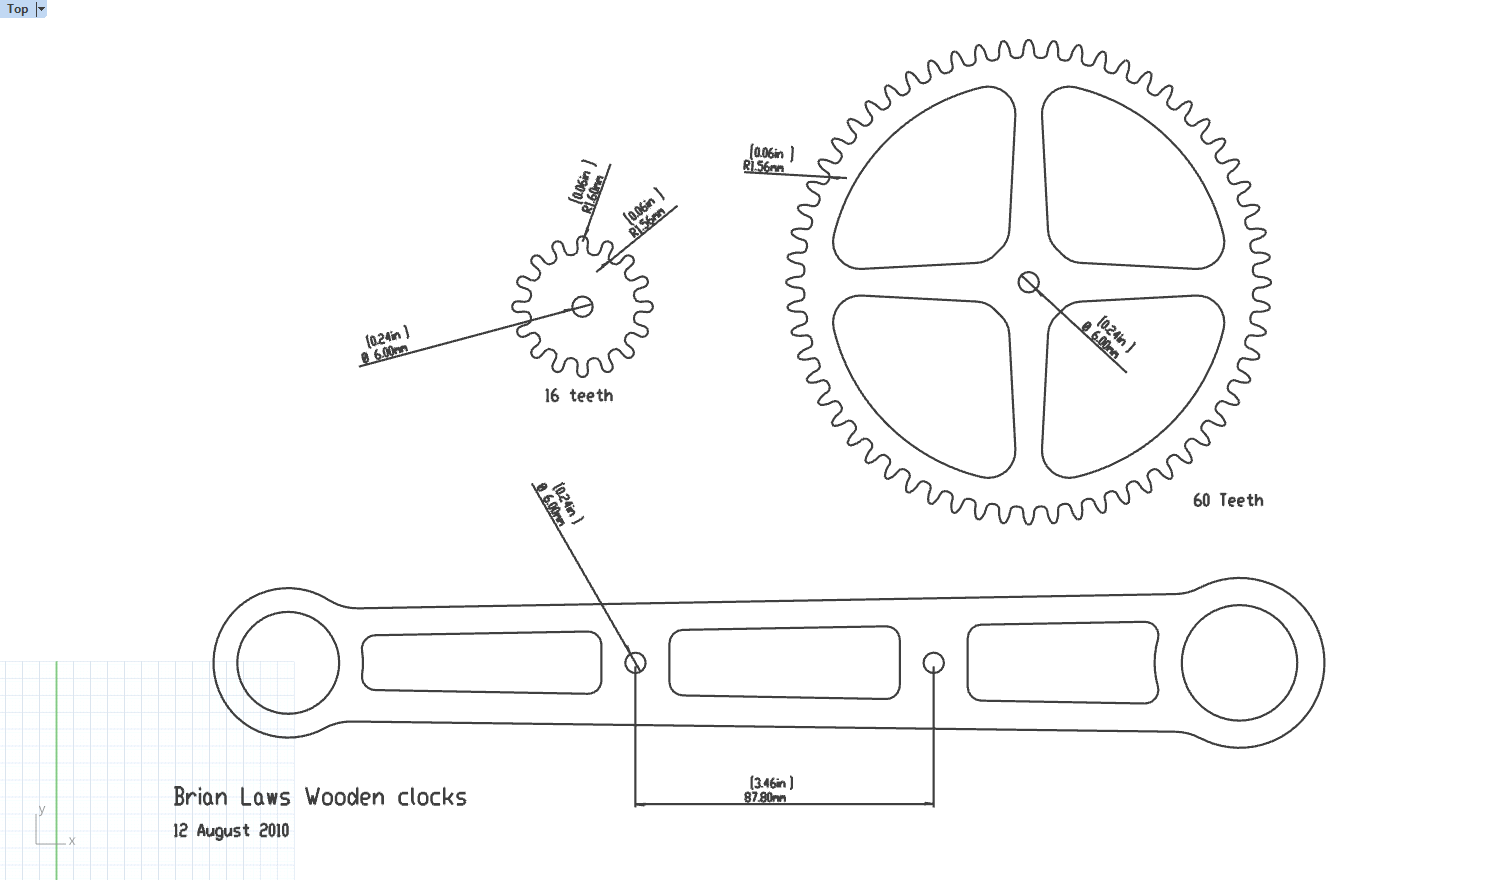 Top
[0.06in ]
R1.60mm
[0.06in ]
R1.56mm
[0.06in ]
R1.56mm
[0.24in ]
Ø 6.00mm
16 teeth
[0.24in ]
Ø 6.00mm
60 Teeth
[0.24in ]
Ø 6.00mm
[3.46in ]
87.80mm
Brian Laws Wooden clocks
12 August 2010
y
x